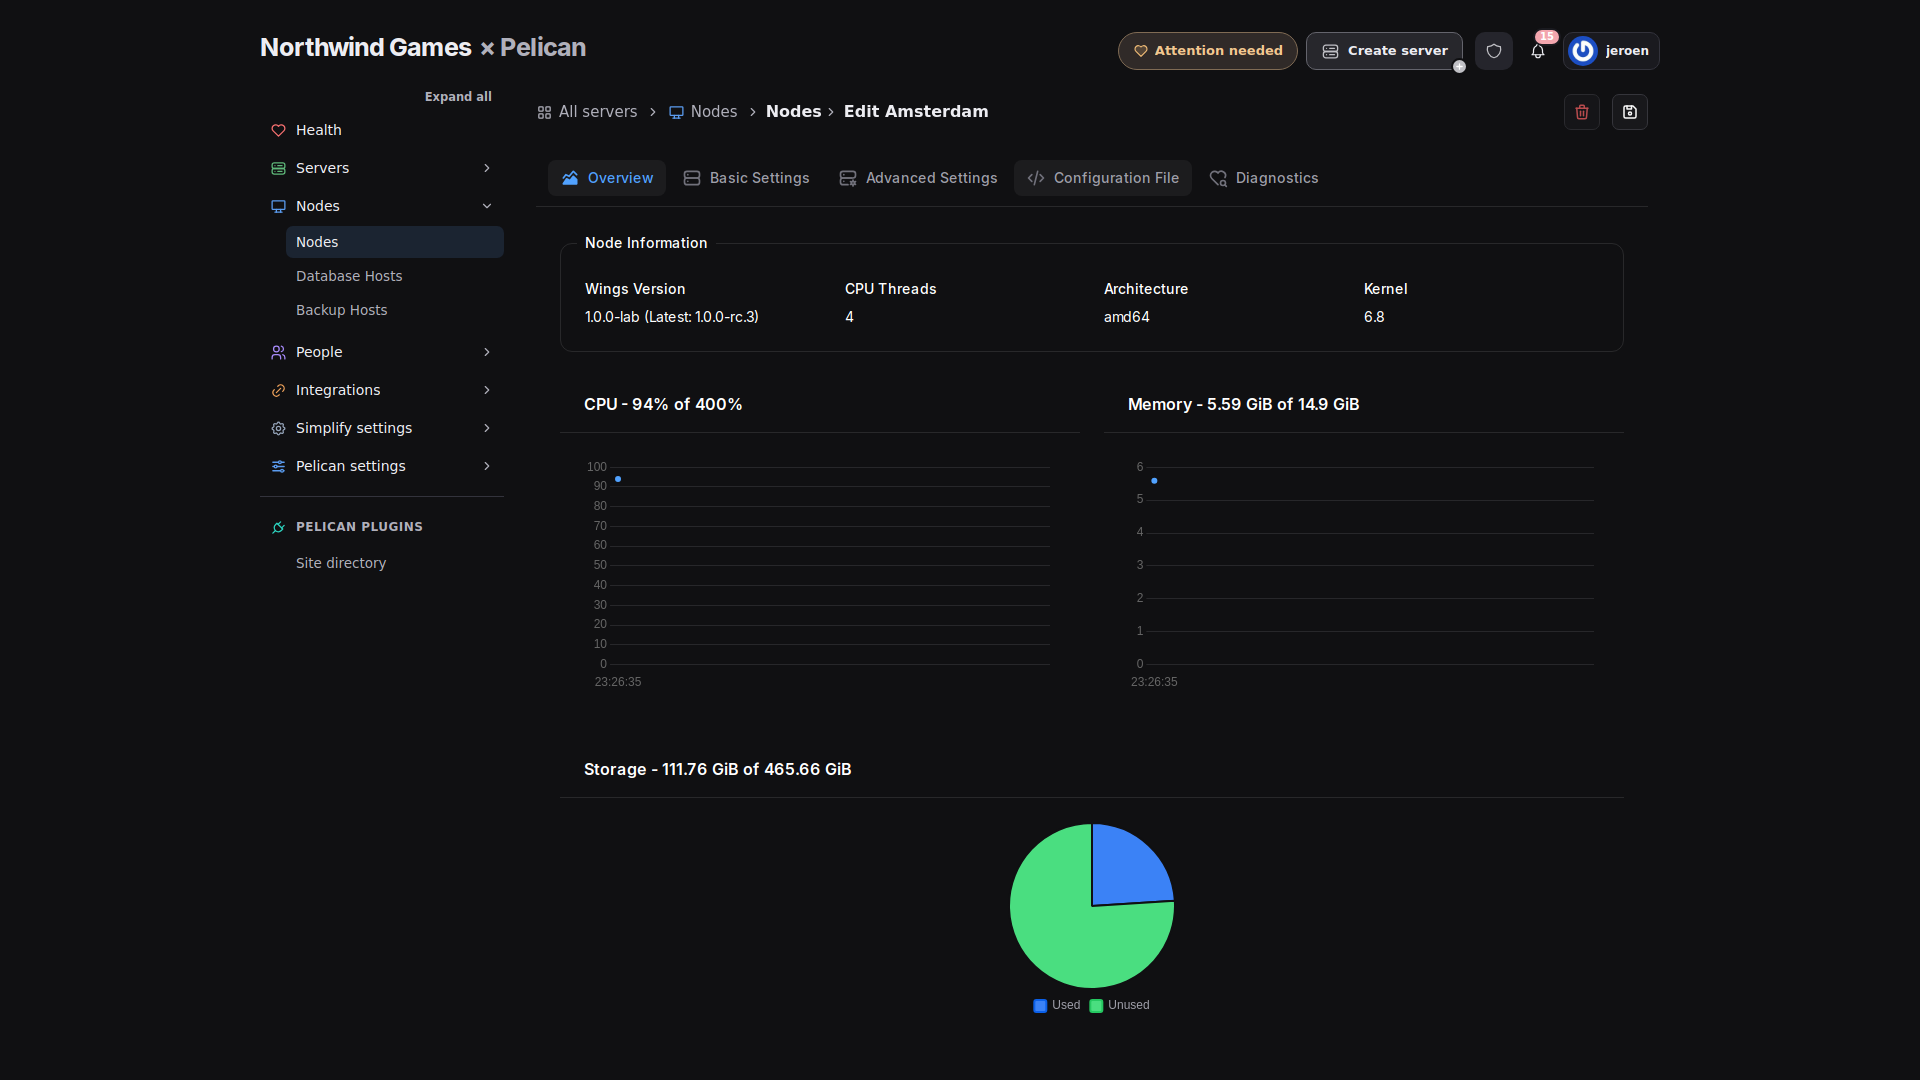 Northwind Games × Pelican
Attention needed
Create server
15
jeroen
Expand all
Health
Servers
Nodes
Nodes
Database Hosts
Backup Hosts
People
Integrations
Simplify settings
Pelican settings
PELICAN PLUGINS
Site directory
All servers > Nodes > Nodes > Edit Amsterdam
Overview
Basic Settings
Advanced Settings
Configuration File
Diagnostics
Node Information
Wings Version
1.0.0-lab (Latest: 1.0.0-rc.3)
CPU Threads
4
Architecture
amd64
Kernel
6.8
CPU - 94% of 400%
100
90
80
70
60
50
40
30
20
10
0
23:26:35
Memory - 5.59 GiB of 14.9 GiB
6
5
4
3
2
1
0
23:26:35
Storage - 111.76 GiB of 465.66 GiB
Used
Unused